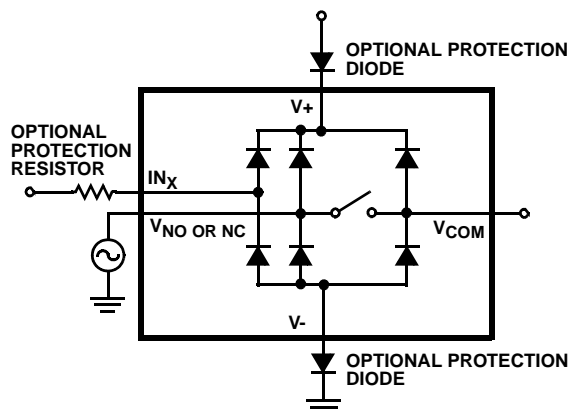 OPTIONAL PROTECTION
DIODE
V+
OPTIONAL
PROTECTION
RESISTOR
INX
VNO OR NC
VCOM
V-
OPTIONAL PROTECTION
DIODE